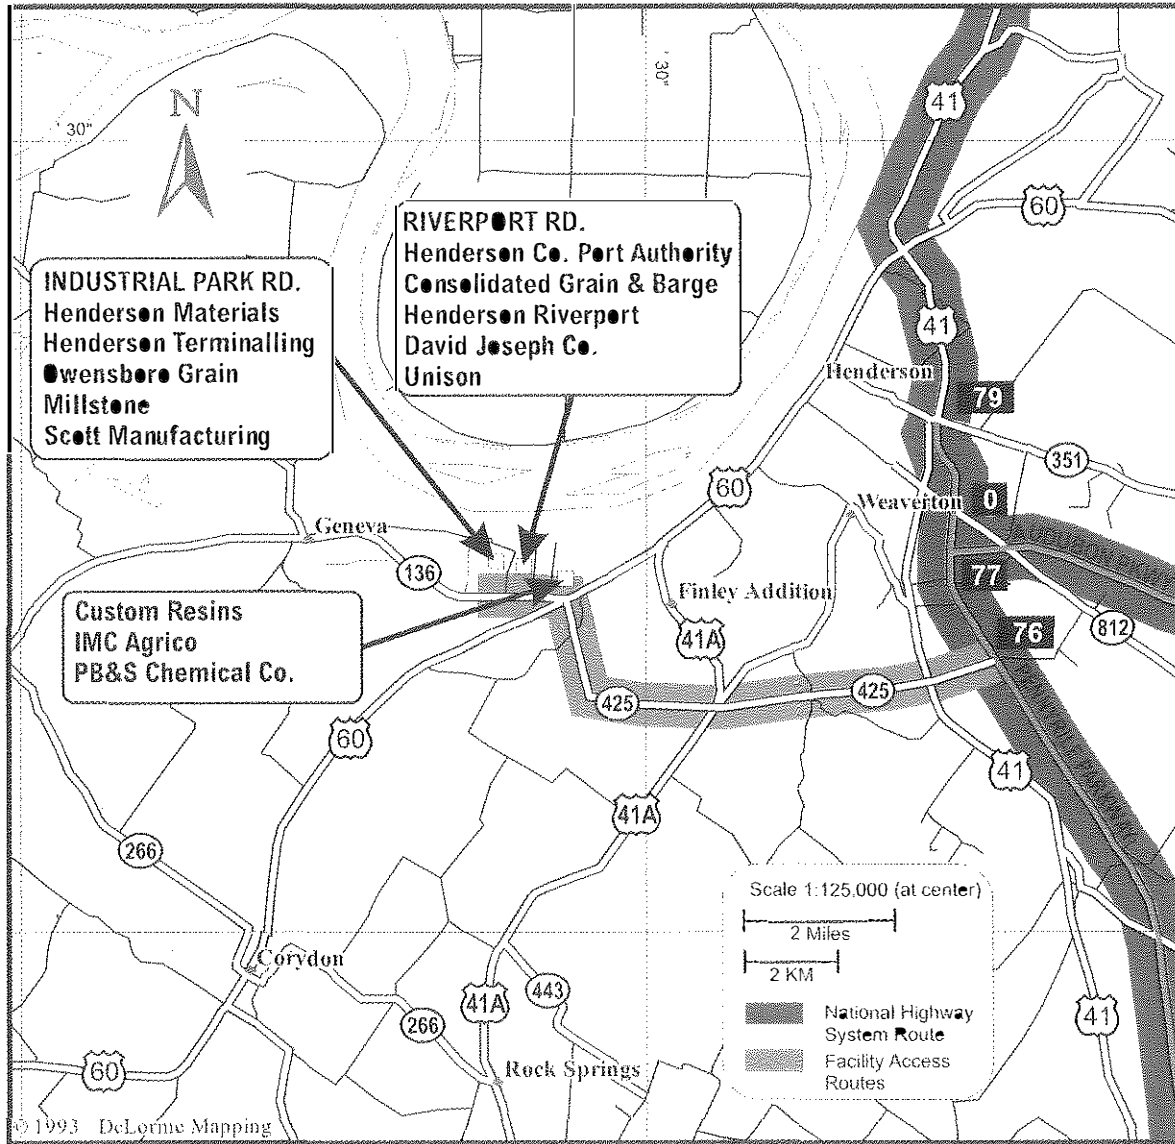 N
30"
30"
41
60
RIVERPORT RD.
Henderson Co. Port Authority
Consolidated Grain & Barge
Henderson Riverport
David Joseph Co.
Unison
INDUSTRIAL PARK RD.
Henderson Materials
Henderson Terminalling
Owensboro Grain
Millstone
Scott Manufacturing
41
Henderson
79
351
60
0
Weaverton
Geneva
136
77
Custom Resins
IMC Agrico
PB&S Chemical Co.
Finley Addition
41A
76
812
425
425
60
41
41A
266
Scale 1:125,000 (at center)
2 Miles
2 KM
National Highway
System Route
Facility Access
Routes
Corydon
41A
443
266
41
60
Rock Springs
© 1993 DeLorme Mapping